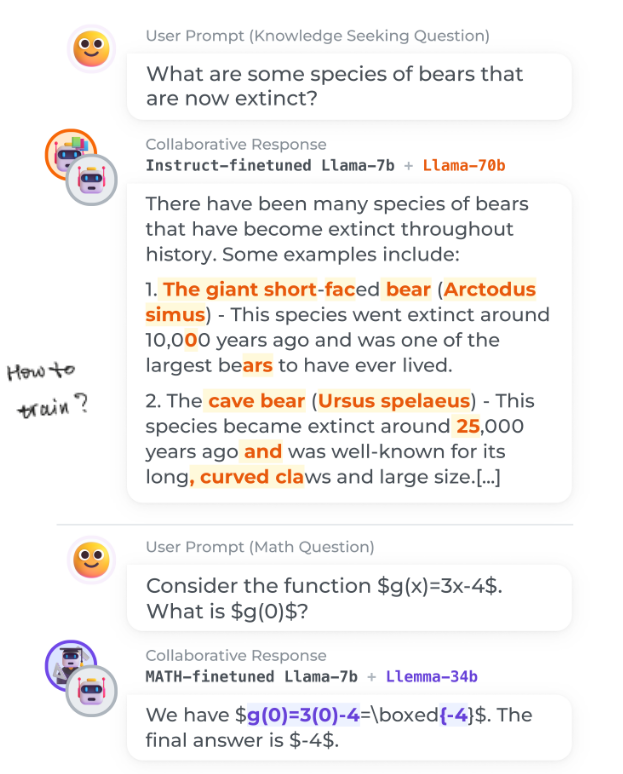 User Prompt (Knowledge Seeking Question)
What are some species of bears that
are now extinct?
Collaborative Response
Instruct-finetuned Llama-7b + Llama-70b
There have been many species of bears
that have become extinct throughout
history. Some examples include:
1. The giant short-faced bear (Arctodus
simus) - This species went extinct around
10,000 years ago and was one of the
largest bears to have ever lived.
How to
train?
2. The cave bear (Ursus spelaeus) - This
species became extinct around 25,000
years ago and was well-known for its
long, curved claws and large size.[...]
User Prompt (Math Question)
Consider the function $g(x)=3x-4$.
What is $g(0)$?
Collaborative Response
MATH-finetuned Llama-7b + Llemma-34b
We have $g(0)=3(0)-4=\boxed{-4}$. The
final answer is $-4$.